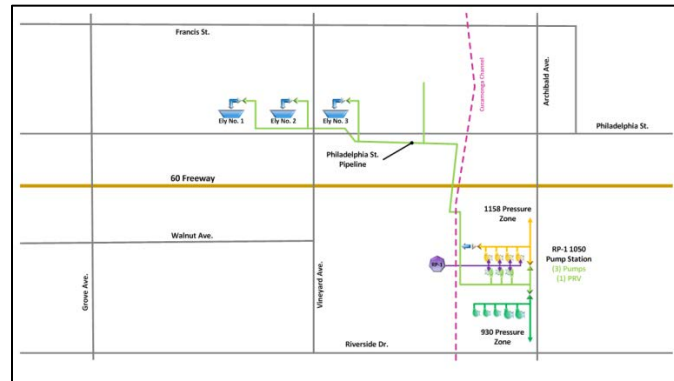 Francis St.
Cucamonga Channel
Archibald Ave.
Ely No. 1
Ely No. 2
Ely No. 3
Philadelphia St.
Philadelphia St.
Pipeline
60 Freeway
1158 Pressure
Zone
Walnut Ave.
RP-1
RP-1 1050
Pump Station
(3) Pumps
(1) PRV
Grove Ave.
Vineyard Ave.
930 Pressure
Zone
Riverside Dr.